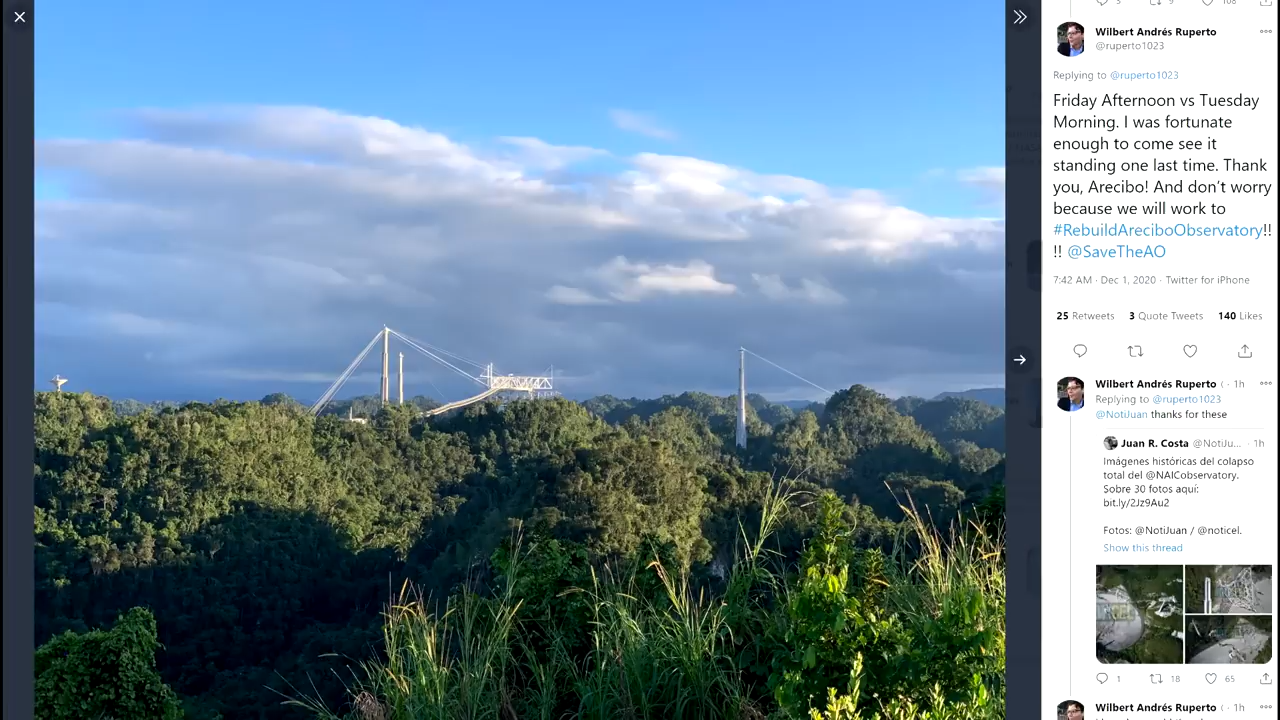 3 9 108
Wilbert Andrés Ruperto
@ruperto1023
Replying to @ruperto1023
Friday Afternoon vs Tuesday
Morning. I was fortunate
enough to come see it
standing one last time. Thank
you, Arecibo! And don't worry
because we will work to
#RebuildAreciboObservatory!!
!! @SaveTheAO
7:42 AM · Dec 1, 2020 · Twitter for iPhone
25 Retweets 3 Quote Tweets 140 Likes
Wilbert Andrés Ruperto ( · 1h
Replying to @ruperto1023
@NotiJuan thanks for these
Juan R. Costa @NotiJu... · 1h
Imágenes históricas del colapso
total del @NAICobservatory.
Sobre 30 fotos aquí:
bit.ly/2Jz9Au2
Fotos: @NotiJuan / @noticel.
Show this thread
1 18 65
Wilbert Andrés Ruperto ( · 1h